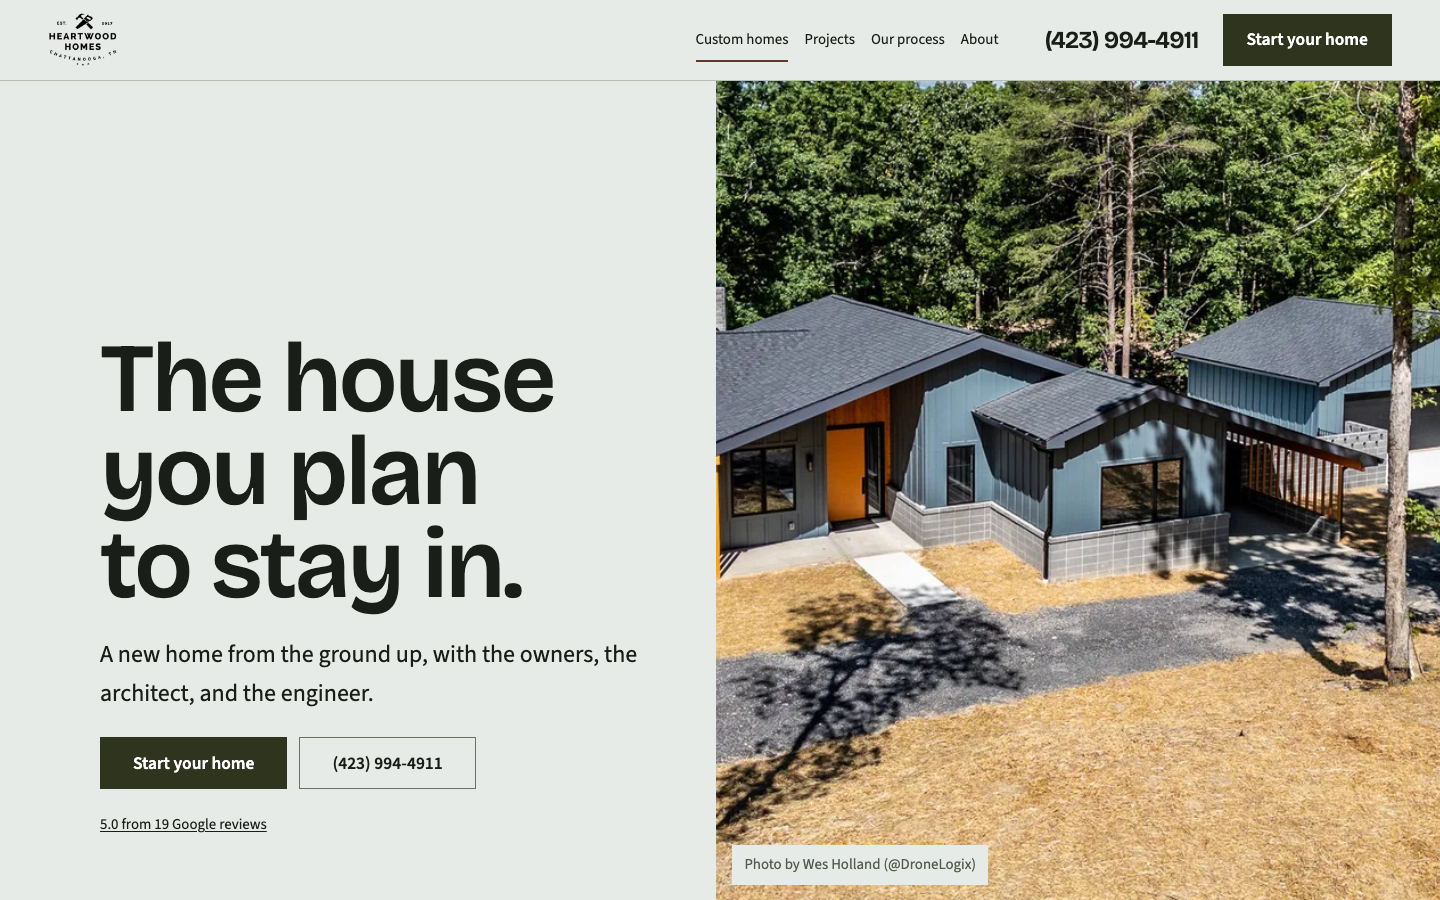 EST. 2017
HEARTWOOD
HOMES
CHATTANOOGA, TN
Custom homes
Projects
Our process
About
(423) 994-4911
Start your home
The house
you plan
to stay in.
A new home from the ground up, with the owners, the
architect, and the engineer.
Start your home
(423) 994-4911
5.0 from 19 Google reviews
Photo by Wes Holland (@DroneLogix)